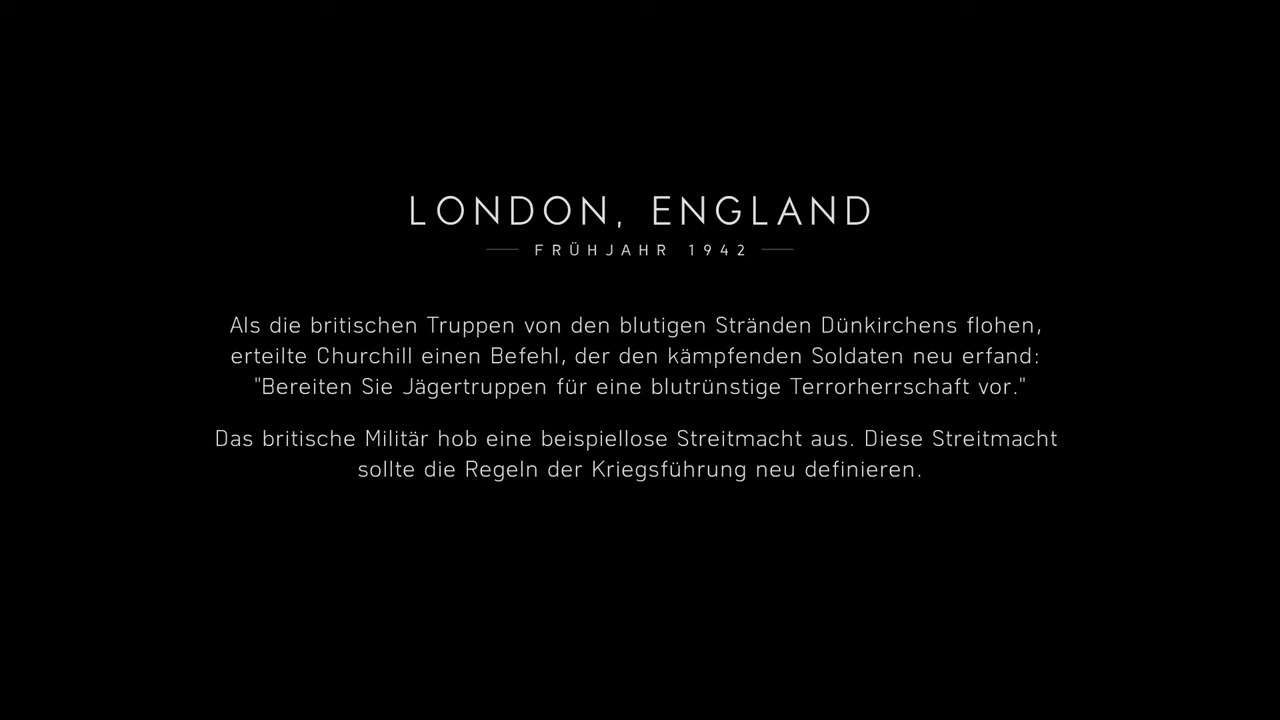 LONDON, ENGLAND
FRÜHJAHR 1942
Als die britischen Truppen von den blutigen Stränden Dünkirchens flohen,
erteilte Churchill einen Befehl, der den kämpfenden Soldaten neu erfand:
"Bereiten Sie Jägertruppen für eine blutrünstige Terrorherrschaft vor."
Das britische Militär hob eine beispiellose Streitmacht aus. Diese Streitmacht
sollte die Regeln der Kriegsführung neu definieren.